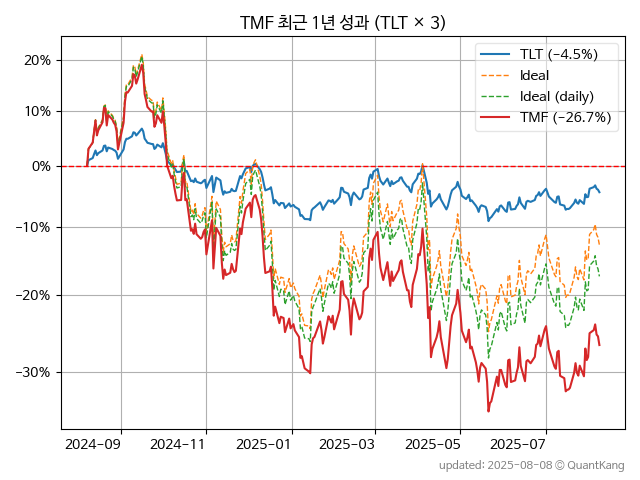 TMF 최근 1년 성과 (TLT × 3)
TLT (−4.5%)
Ideal
Ideal (daily)
TMF (−26.7%)
20%
10%
0%
−10%
−20%
−30%
2024-09
2024-11
2025-01
2025-03
2025-05
2025-07
updated: 2025-08-08 ⓒ QuantKang